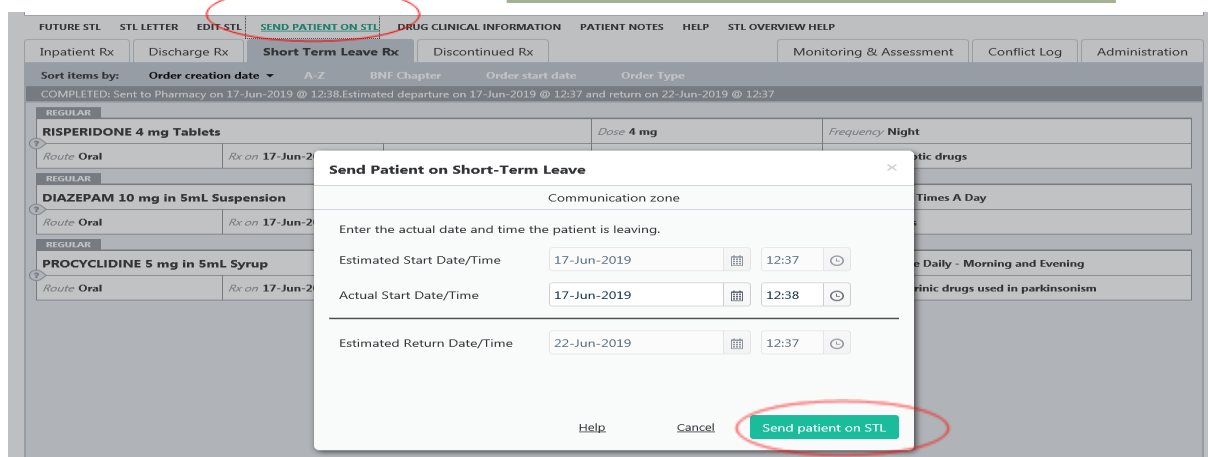 FUTURE STL STL LETTER EDIT STL SEND PATIENT ON STL DRUG CLINICAL INFORMATION PATIENT NOTES HELP STL OVERVIEW HELP
Inpatient Rx Discharge Rx Short Term Leave Rx Discontinued Rx Monitoring & Assessment Conflict Log Administration
Sort items by: Order creation date A-Z BNF Chapter Order start date Order Type
COMPLETED: Sent to Pharmacy on 17-Jun-2019 @ 12:38.Estimated departure on 17-Jun-2019 @ 12:37 and return on 22-Jun-2019 @ 12:37
REGULAR
RISPERIDONE 4 mg Tablets Dose 4 mg Frequency Night
?
Route Oral Rx on 17-Jun-2 tic drugs
REGULAR
DIAZEPAM 10 mg in 5mL Suspension Times A Day
?
Route Oral Rx on 17-Jun-2
REGULAR
PROCYCLIDINE 5 mg in 5mL Syrup e Daily - Morning and Evening
?
Route Oral Rx on 17-Jun-2 rinic drugs used in parkinsonism
Send Patient on Short-Term Leave ×
Communication zone
Enter the actual date and time the patient is leaving.
Estimated Start Date/Time 17-Jun-2019 12:37
Actual Start Date/Time 17-Jun-2019 12:38
Estimated Return Date/Time 22-Jun-2019 12:37
Help Cancel Send patient on STL